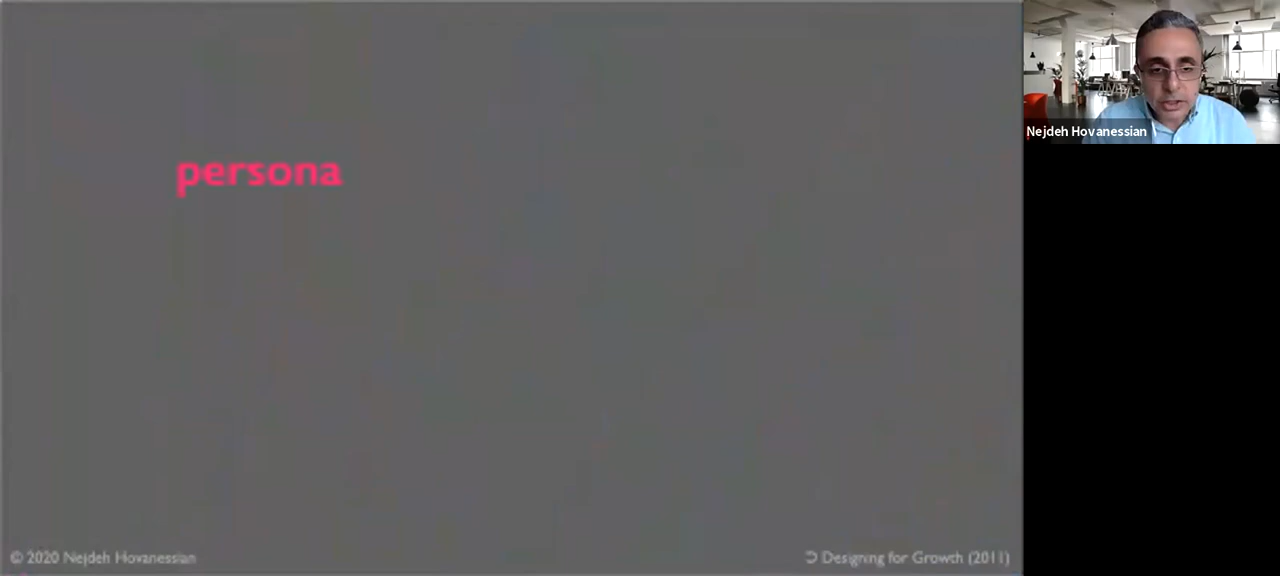 persona
Nejdeh Hovanessian
© 2020 Nejdeh Hovanessian
Designing for Growth (2011)